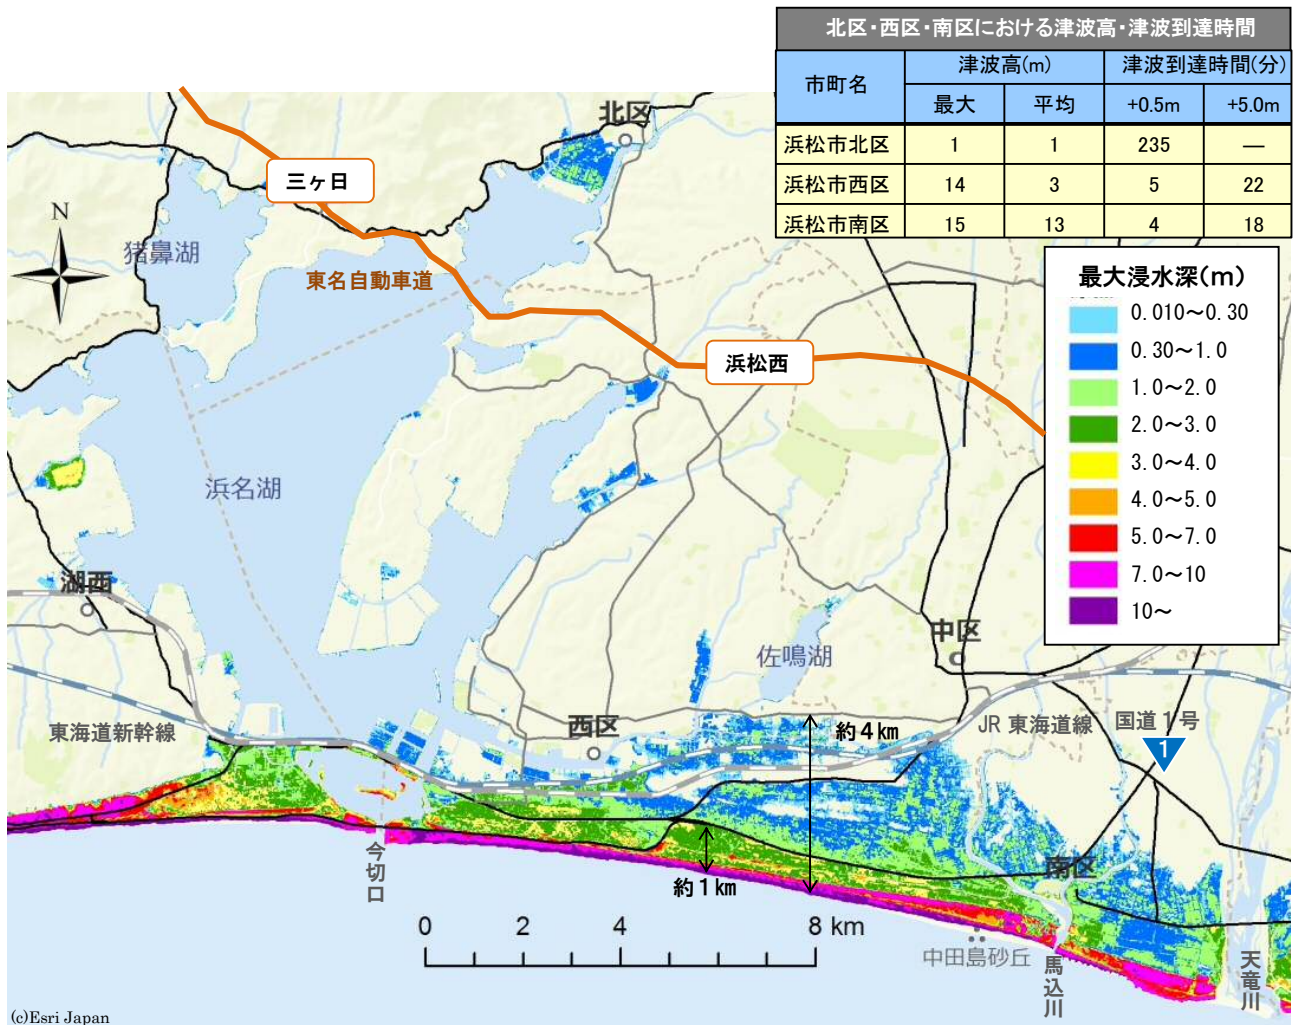 北区・西区・南区における津波高・津波到達時間
市町名 津波高(m) 津波到達時間(分)
最大 平均 +0.5m +5.0m
浜松市北区 1 1 235 —
浜松市西区 14 3 5 22
浜松市南区 15 13 4 18
最大浸水深(m)
0.010～0.30
0.30～1.0
1.0～2.0
2.0～3.0
3.0～4.0
4.0～5.0
5.0～7.0
7.0～10
10～
北区
三ヶ日
N
猪鼻湖
東名自動車道
浜松西
浜名湖
湖西
中区
佐鳴湖
東海道新幹線
西区
約4km
JR 東海道線
国道1号
1
今切口
約1km
南区
0 2 4 8 km
中田島砂丘
馬込川
天竜川
(c)Esri Japan